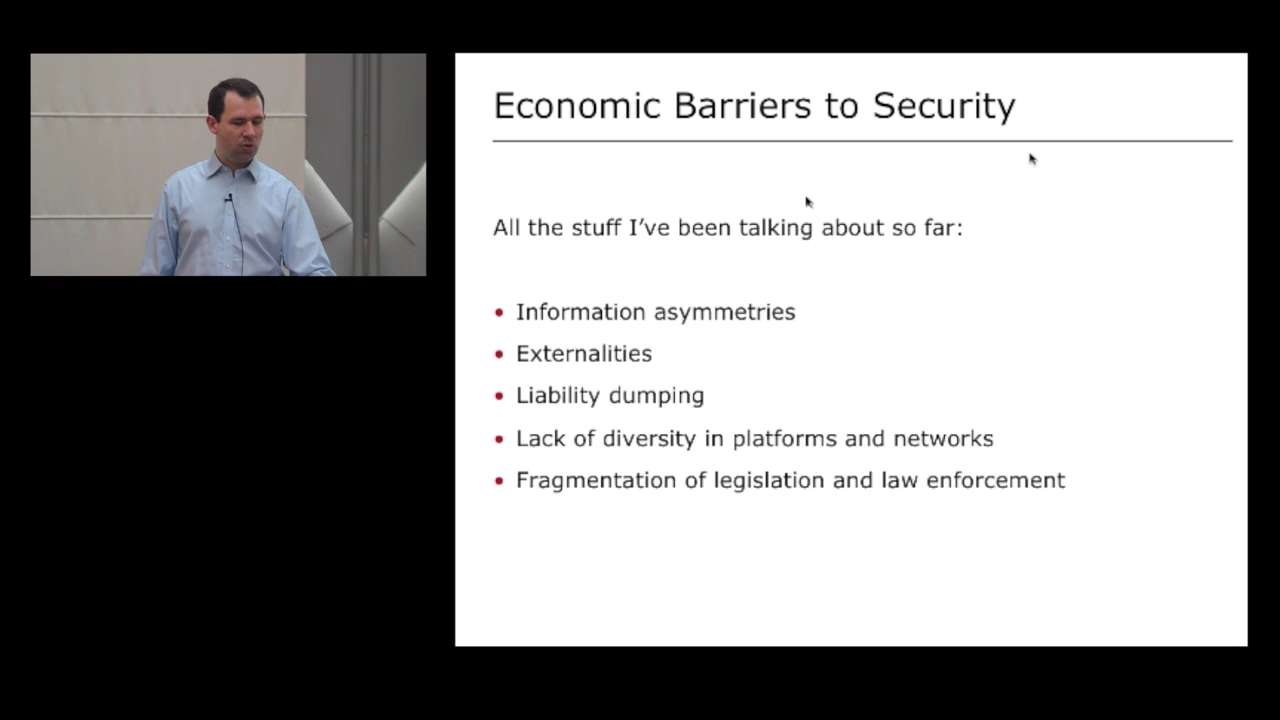 Economic Barriers to Security
All the stuff I’ve been talking about so far:
• Information asymmetries
• Externalities
• Liability dumping
• Lack of diversity in platforms and networks
• Fragmentation of legislation and law enforcement